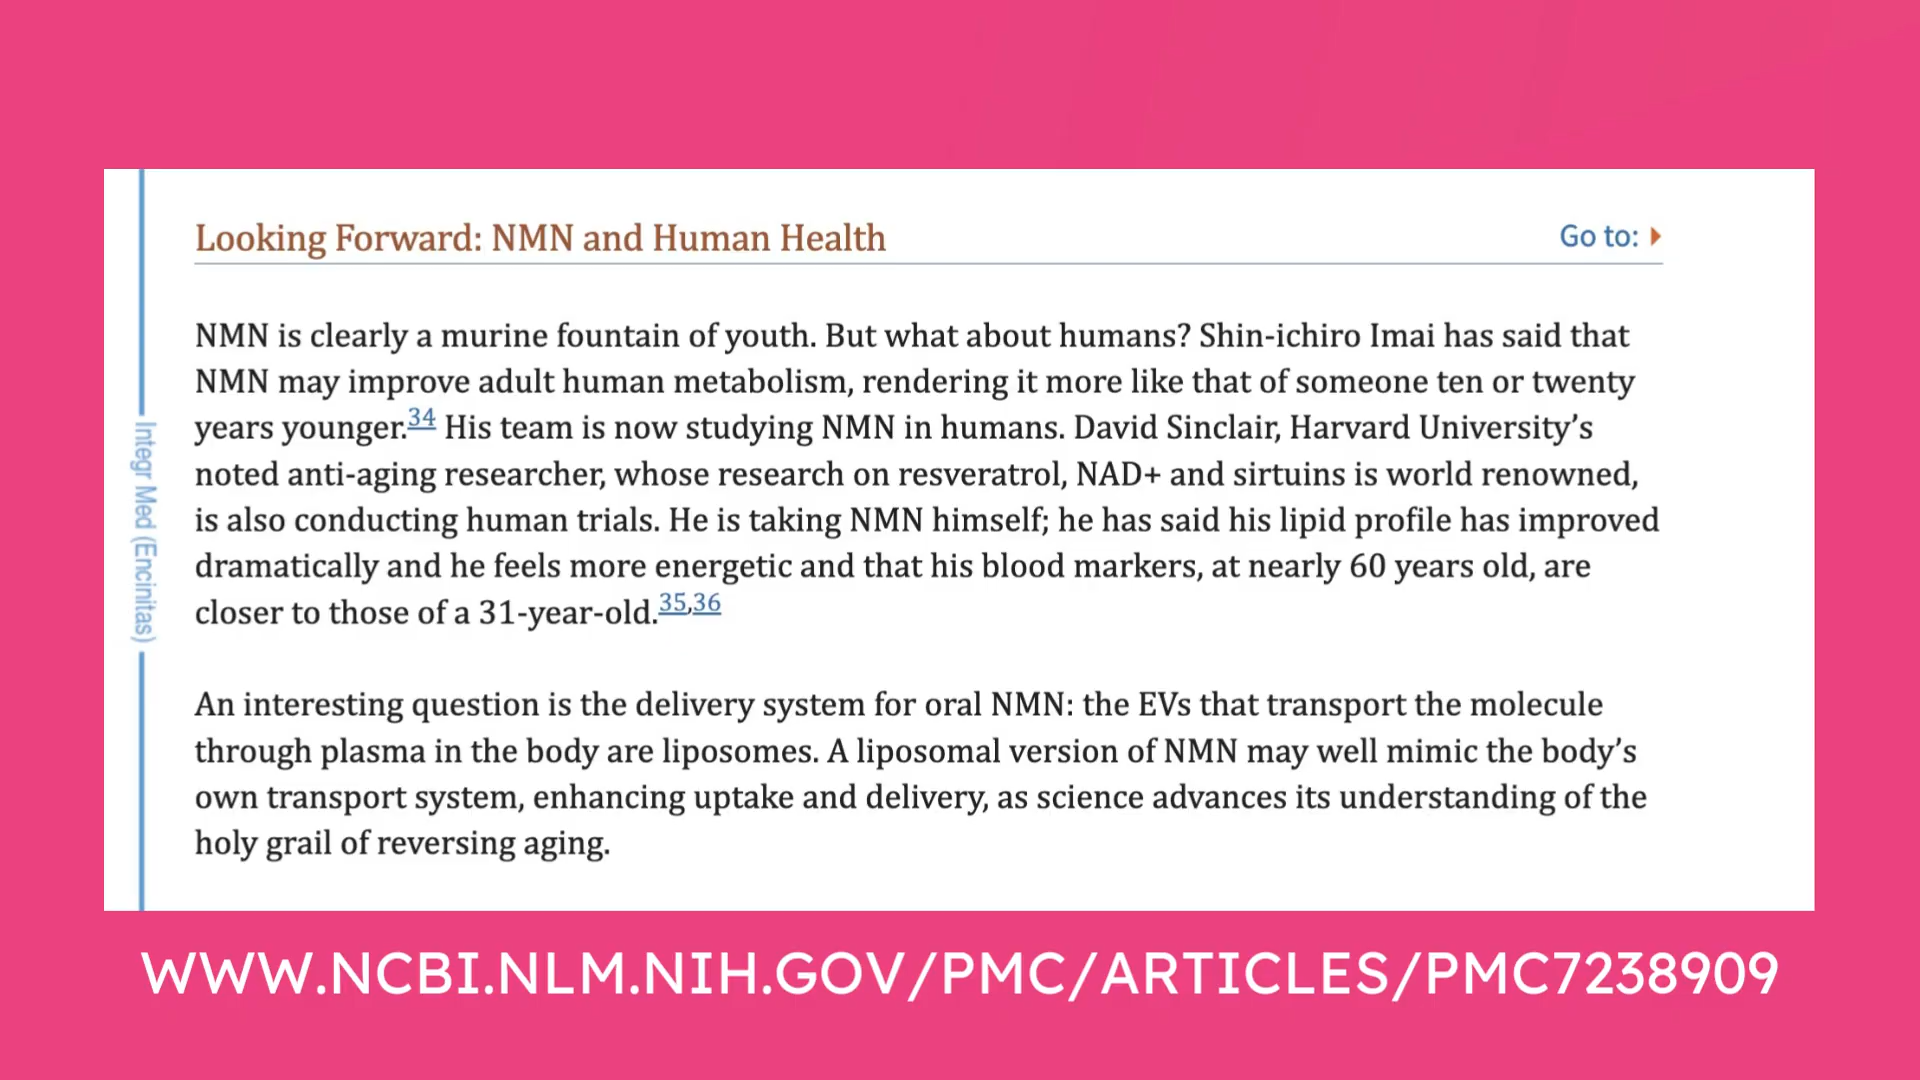 Looking Forward: NMN and Human Health
Go to:
NMN is clearly a murine fountain of youth. But what about humans? Shin-ichiro Imai has said that
NMN may improve adult human metabolism, rendering it more like that of someone ten or twenty
years younger.34 His team is now studying NMN in humans. David Sinclair, Harvard University’s
noted anti-aging researcher, whose research on resveratrol, NAD+ and sirtuins is world renowned,
is also conducting human trials. He is taking NMN himself; he has said his lipid profile has improved
dramatically and he feels more energetic and that his blood markers, at nearly 60 years old, are
closer to those of a 31-year-old.35,36
An interesting question is the delivery system for oral NMN: the EVs that transport the molecule
through plasma in the body are liposomes. A liposomal version of NMN may well mimic the body’s
own transport system, enhancing uptake and delivery, as science advances its understanding of the
holy grail of reversing aging.
Integr Med (Encinitas)
WWW.NCBI.NLM.NIH.GOV/PMC/ARTICLES/PMC7238909